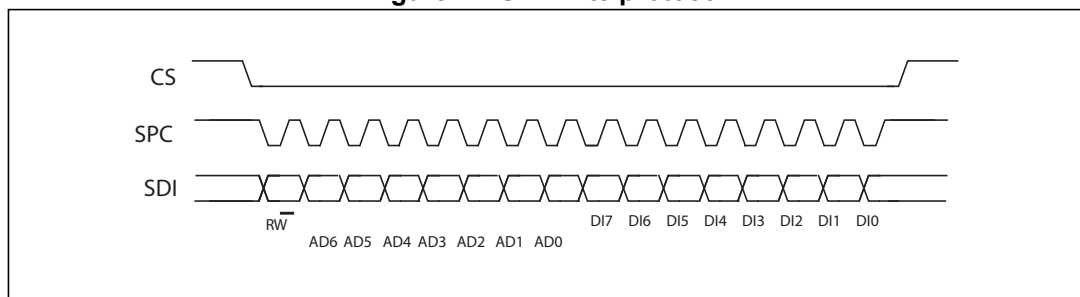 CS
SPC
SDI
RW
DI7 DI6 DI5 DI4 DI3 DI2 DI1 DI0
AD6 AD5 AD4 AD3 AD2 AD1 AD0